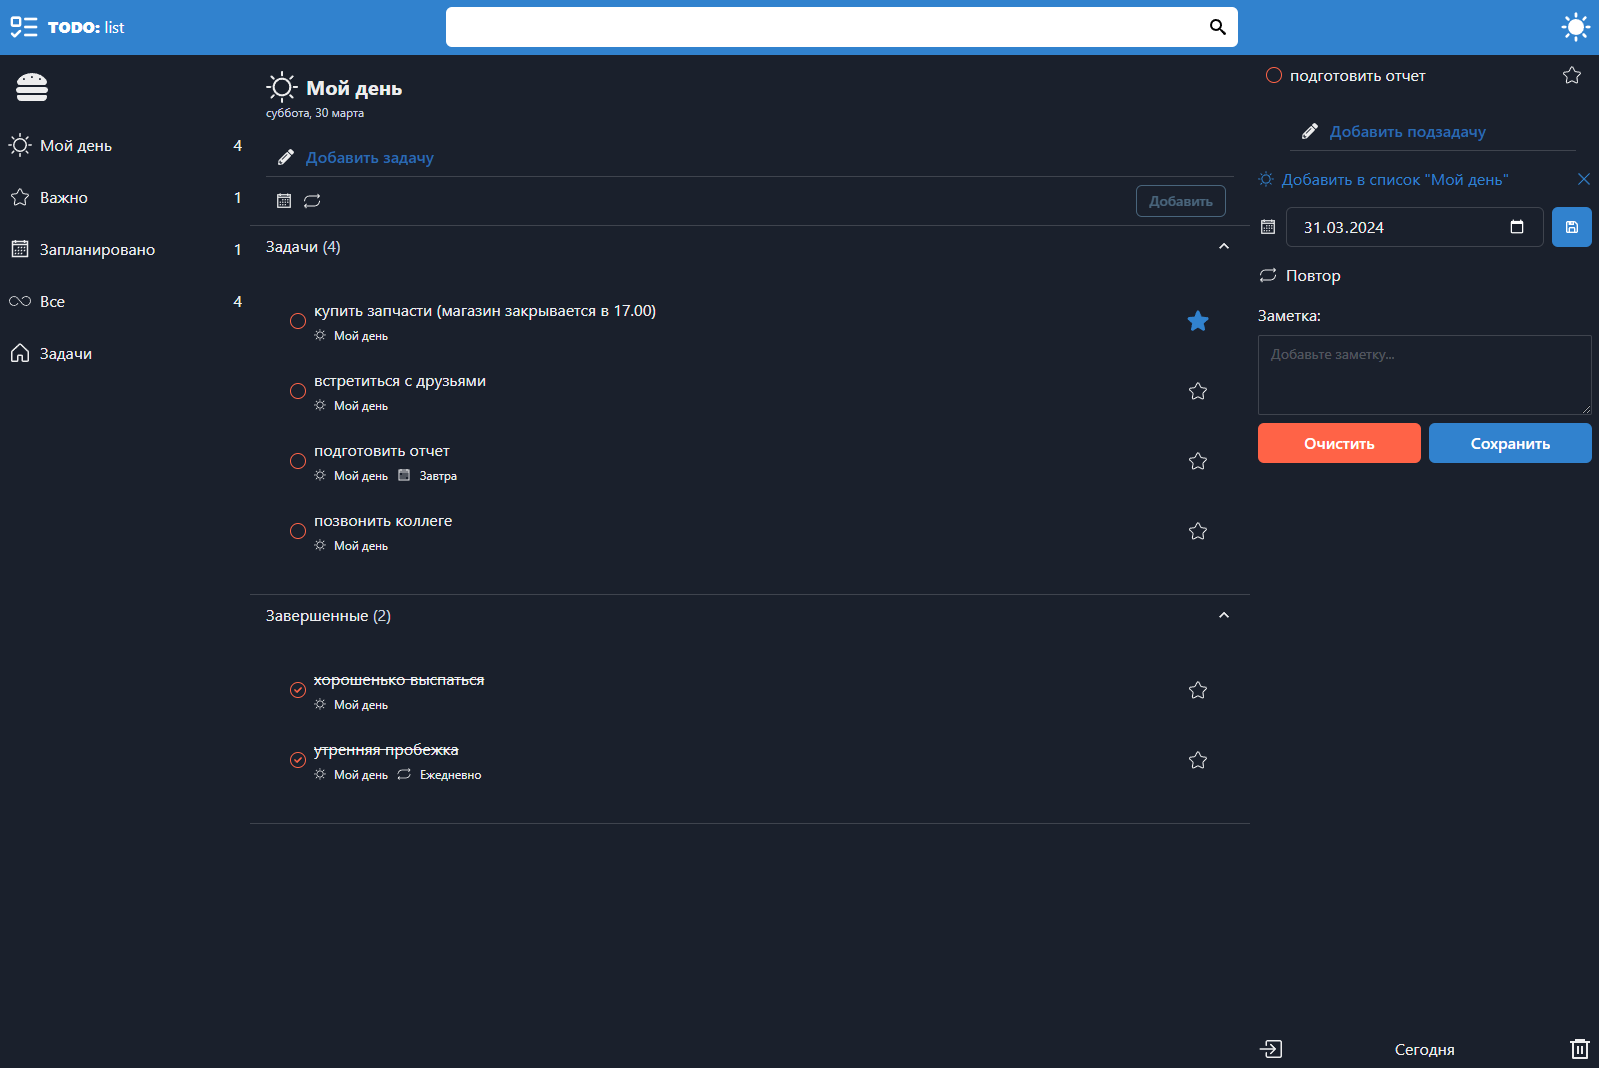 TODO: list
Мой день 4
Важно 1
Запланировано 1
Все 4
Задачи
Мой день
суббота, 30 марта
Добавить задачу
Добавить
Задачи (4)
купить запчасти (магазин закрывается в 17.00)
Мой день
встретиться с друзьями
Мой день
подготовить отчет
Мой день Завтра
позвонить коллеге
Мой день
Завершенные (2)
хорошенько выспаться
Мой день
утренняя пробежка
Мой день Ежедневно
подготовить отчет
Добавить подзадачу
Добавить в список "Мой день"
31.03.2024
Повтор
Заметка:
Добавьте заметку...
Очистить Сохранить
Сегодня